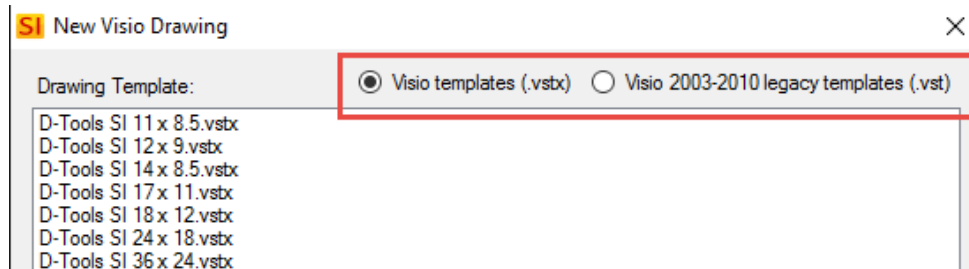 SI New Visio Drawing
Drawing Template: Visio templates (.vstx) Visio 2003-2010 legacy templates (.vst)
D-Tools SI 11 x 8.5.vstx
D-Tools SI 12 x 9.vstx
D-Tools SI 14 x 8.5.vstx
D-Tools SI 17 x 11.vstx
D-Tools SI 18 x 12.vstx
D-Tools SI 24 x 18.vstx
D-Tools SI 36 x 24.vstx